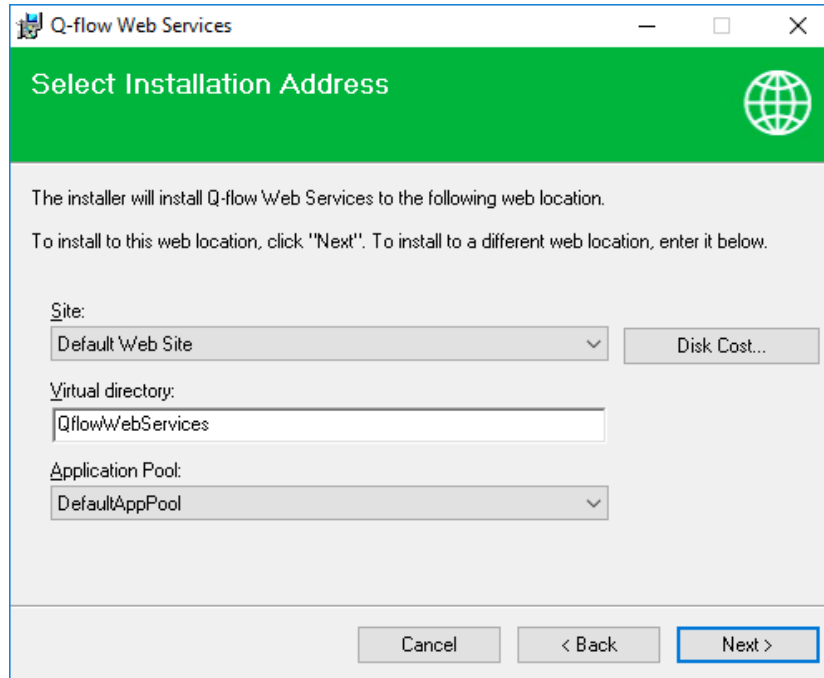 Q-flow Web Services
Select Installation Address
The installer will install Q-flow Web Services to the following web location.
To install to this web location, click "Next". To install to a different web location, enter it below.
Site:
Default Web Site
Disk Cost...
Virtual directory:
QflowWebServices
Application Pool:
DefaultAppPool
Cancel
< Back
Next >